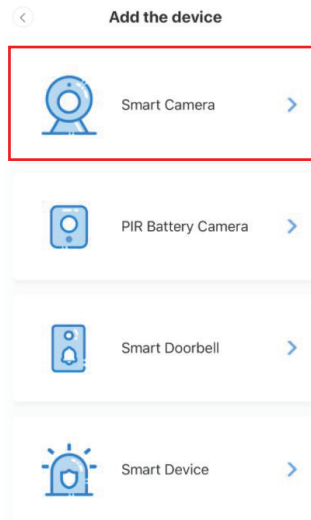 Add the device
Smart Camera
PIR Battery Camera
Smart Doorbell
Smart Device